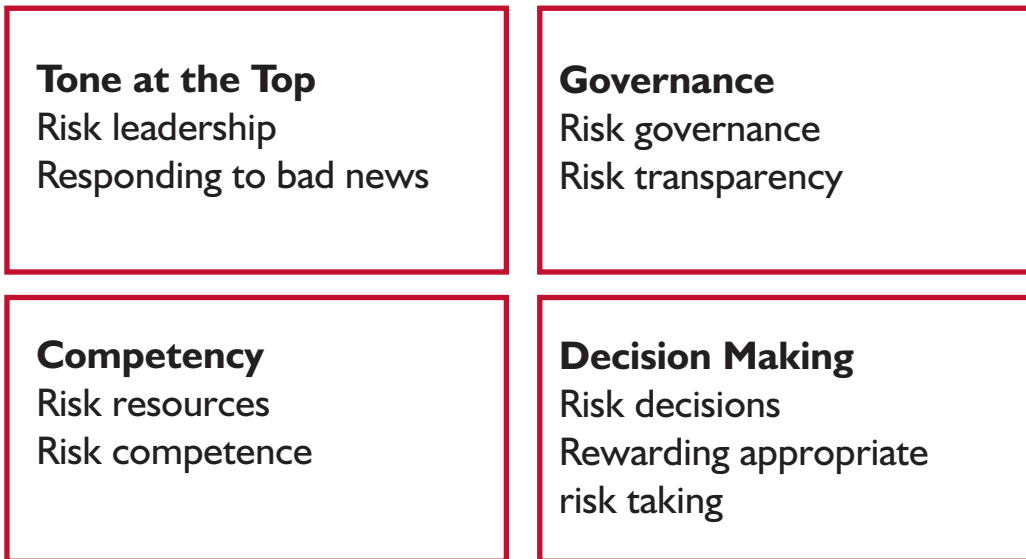 Tone at the Top
Risk leadership
Responding to bad news
Governance
Risk governance
Risk transparency
Competency
Risk resources
Risk competence
Decision Making
Risk decisions
Rewarding appropriate
risk taking